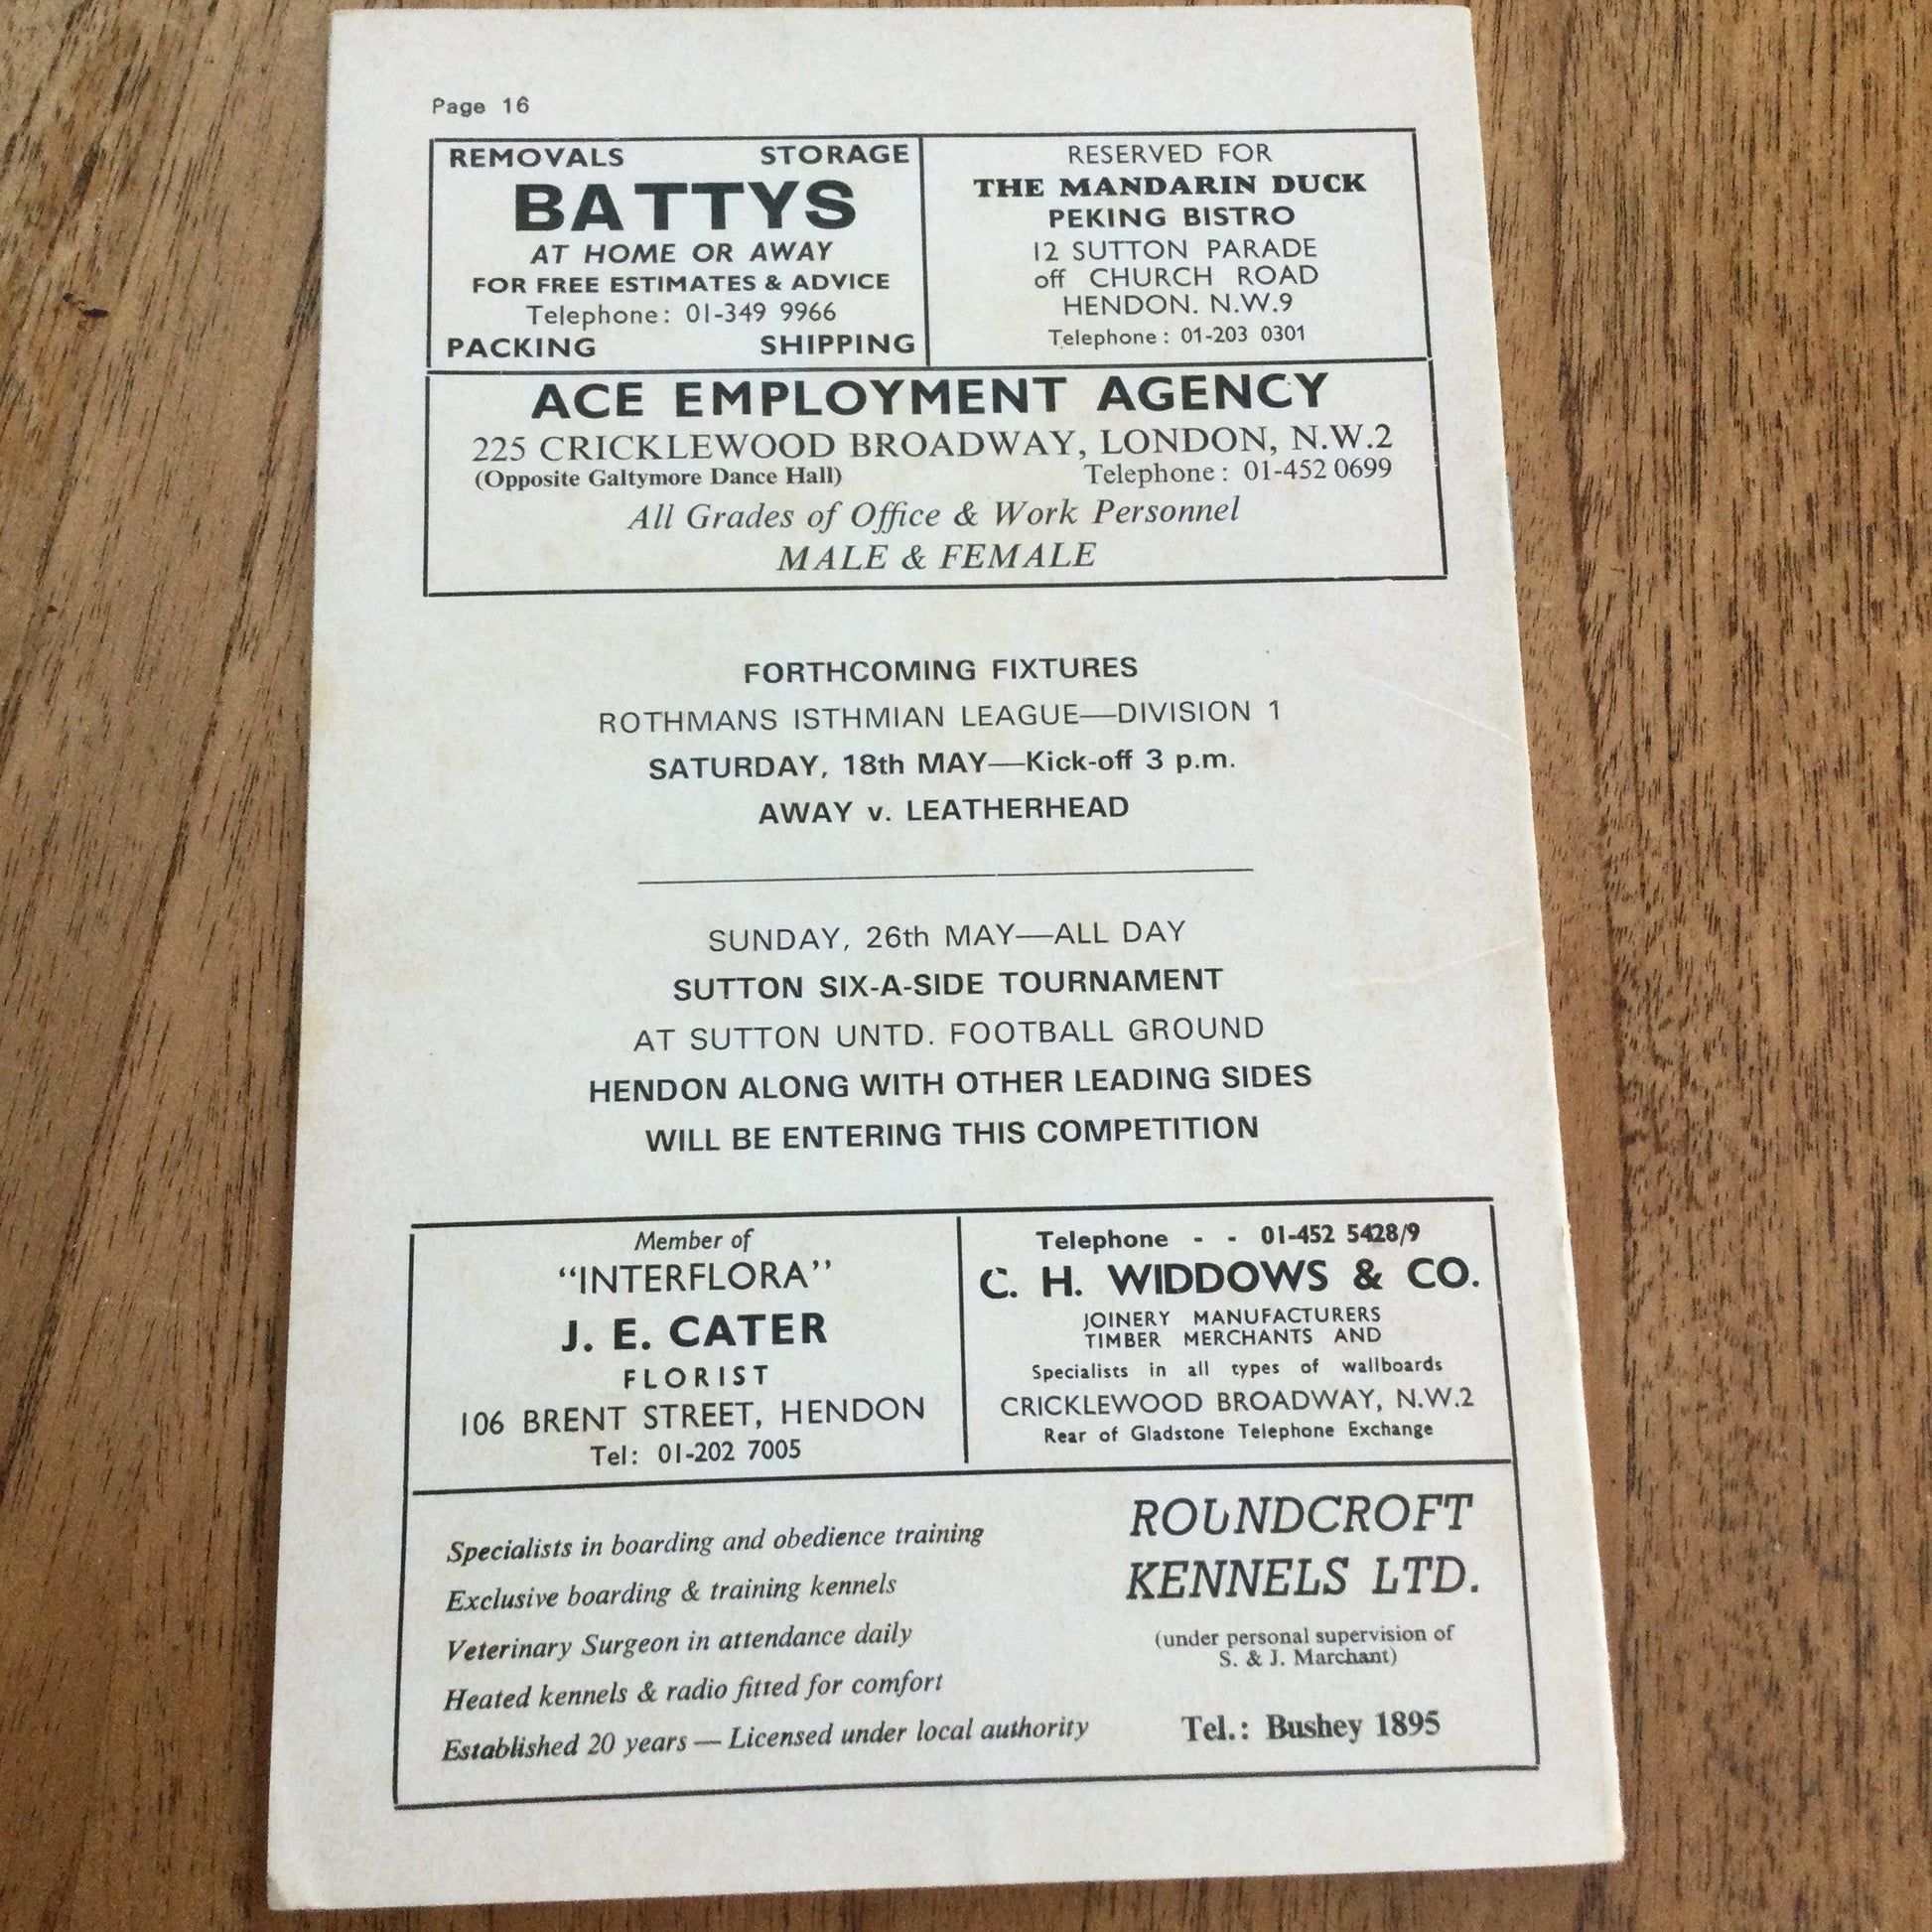 Page 16
REMOVALS STORAGE
BATTYS
AT HOME OR AWAY
FOR FREE ESTIMATES & ADVICE
Telephone: 01-349 9966
PACKING SHIPPING
RESERVED FOR
THE MANDARIN DUCK
PEKING BISTRO
12 SUTTON PARADE
off CHURCH ROAD
HENDON. N.W.9
Telephone: 01-203 0301
ACE EMPLOYMENT AGENCY
225 CRICKLEWOOD BROADWAY, LONDON, N.W.2
(Opposite Galtymore Dance Hall) Telephone: 01-452 0699
All Grades of Office & Work Personnel
MALE & FEMALE
FORTHCOMING FIXTURES
ROTHMANS ISTHMIAN LEAGUE—DIVISION 1
SATURDAY, 18th MAY—Kick-off 3 p.m.
AWAY v. LEATHERHEAD
SUNDAY, 26th MAY—ALL DAY
SUTTON SIX-A-SIDE TOURNAMENT
AT SUTTON UNTD. FOOTBALL GROUND
HENDON ALONG WITH OTHER LEADING SIDES
WILL BE ENTERING THIS COMPETITION
Member of
"INTERFLORA"
J. E. CATER
FLORIST
106 BRENT STREET, HENDON
Tel: 01-202 7005
Telephone - - 01-452 5428/9
C. H. WIDDOWS & CO.
JOINERY MANUFACTURERS
TIMBER MERCHANTS AND
Specialists in all types of wallboards
CRICKLEWOOD BROADWAY, N.W.2
Rear of Gladstone Telephone Exchange
Specialists in boarding and obedience training
Exclusive boarding & training kennels
Veterinary Surgeon in attendance daily
Heated kennels & radio fitted for comfort
Established 20 years — Licensed under local authority
ROUNDCROFT
KENNELS LTD.
(under personal supervision of
S. & J. Marchant)
Tel.: Bushey 1895